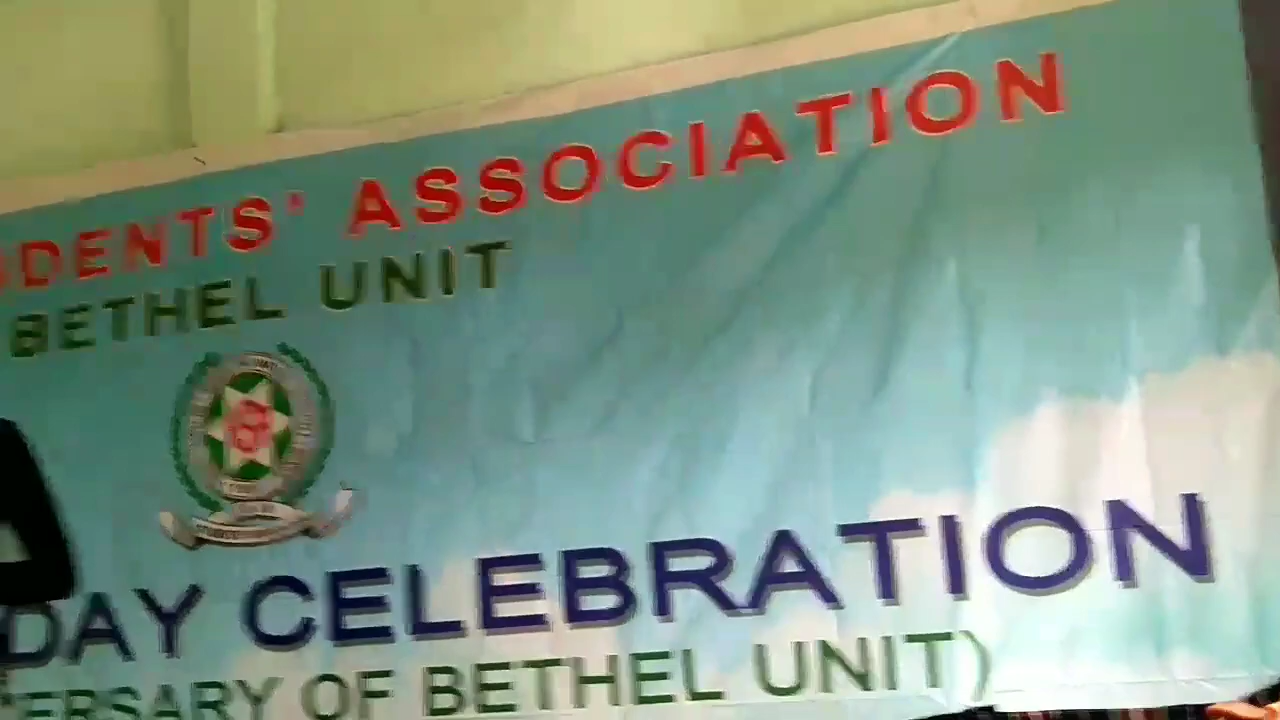 DENTS' ASSOCIATION
BETHEL UNIT
DAY CELEBRATION
ERSARY OF BETHEL UNIT)